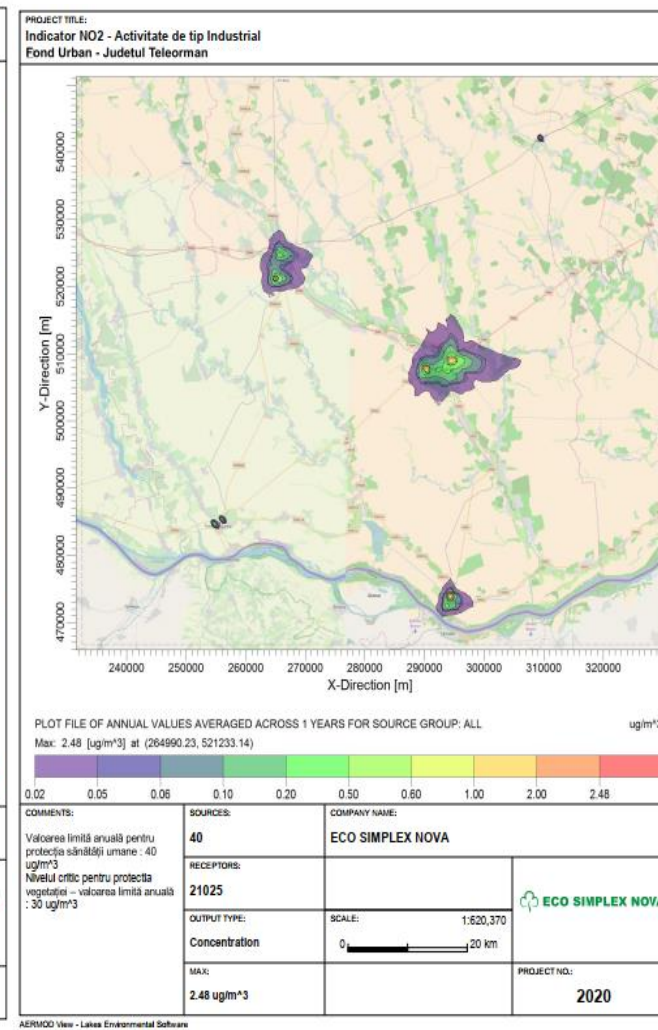 PROJECT TITLE:
Indicator NO2 - Activitate de tip Industrial
Fond Urban - Judetul Teleorman
Y-Direction [m]
540000
530000
520000
510000
500000
490000
480000
470000
240000 250000 260000 270000 280000 290000 300000 310000 320000
X-Direction [m]
PLOT FILE OF ANNUAL VALUES AVERAGED ACROSS 1 YEARS FOR SOURCE GROUP: ALL
Max: 2.48 [ug/m^3] at (264990.23, 521233.14)
0.02 0.05 0.06 0.10 0.20 0.50 0.60 1.00 2.00 2.48
COMMENTS:
Valoarea limită anuală pentru
protecția sănătății umane : 40
ug/m^3
Nivelul critic pentru protectia
vegetației – valoarea limită anuală
: 30 ug/m^3
SOURCES:
40
COMPANY NAME:
ECO SIMPLEX NOVA
RECEPTORS:
21025
ECO SIMPLEX NOVA
OUTPUT TYPE:
Concentration
SCALE:
1:620,370
0 20 km
MAX:
2.48 ug/m^3
PROJECT NO.:
2020
AERMOD View - Lakes Environmental Software